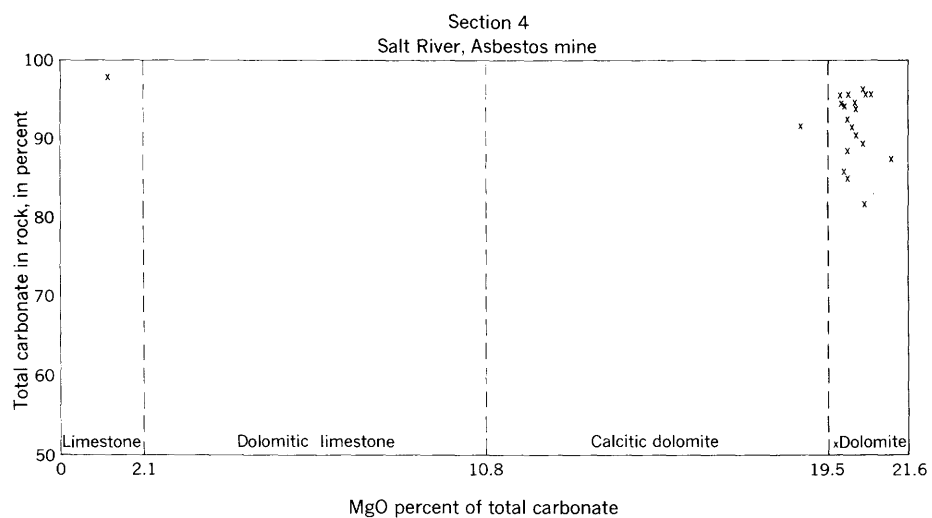 Section 4
Salt River, Asbestos mine
Total carbonate in rock, in percent
100
90
80
70
60
50
Limestone
Dolomitic limestone
Calcitic dolomite
Dolomite
0
2.1
10.8
19.5
21.6
MgO percent of total carbonate